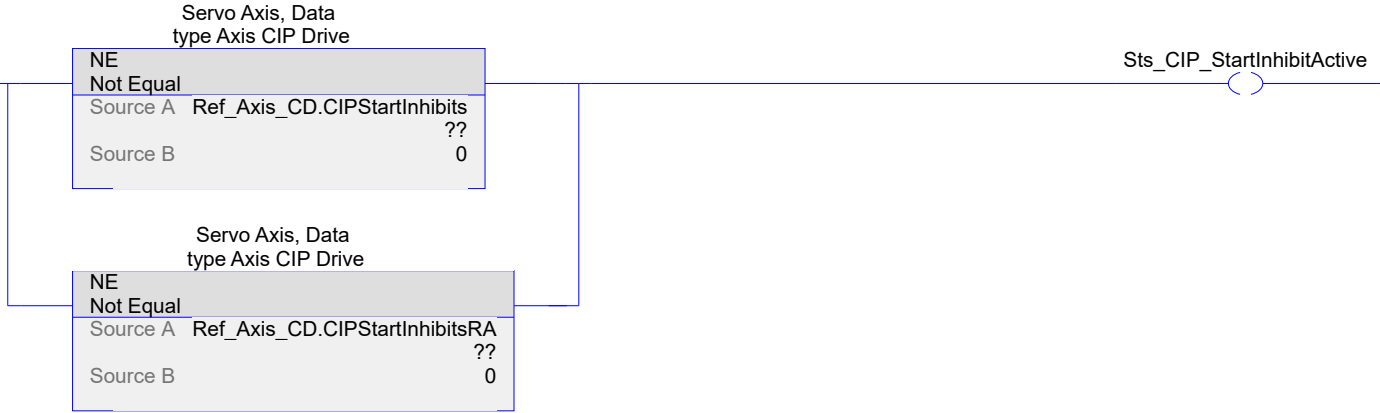 Servo Axis, Data
type Axis CIP Drive
NE
Not Equal
Source A Ref_Axis_CD.CIPStartInhibits
??
Source B 0
Sts_CIP_StartInhibitActive
Servo Axis, Data
type Axis CIP Drive
NE
Not Equal
Source A Ref_Axis_CD.CIPStartInhibitsRA
??
Source B 0